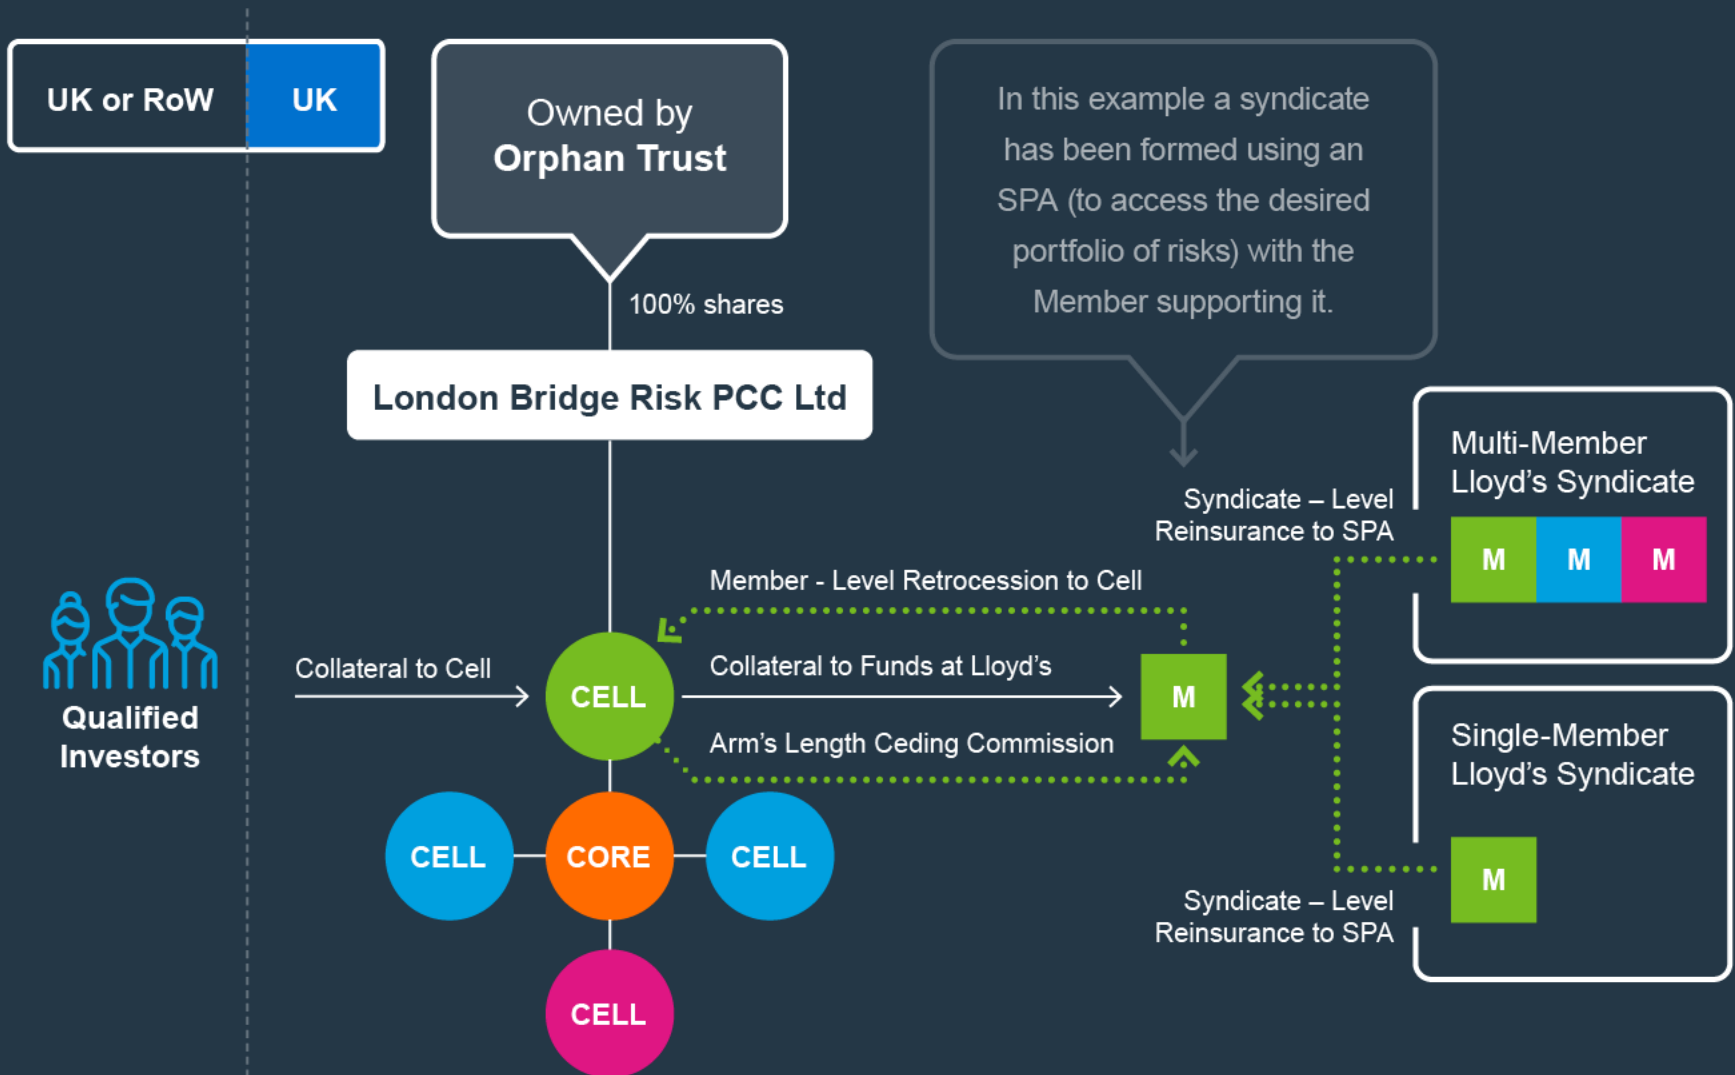 UK or RoW
UK
Owned by
Orphan Trust
In this example a syndicate
has been formed using an
SPA (to access the desired
portfolio of risks) with the
Member supporting it.
100% shares
London Bridge Risk PCC Ltd
Multi-Member
Lloyd's Syndicate
M
M
M
Syndicate – Level
Reinsurance to SPA
Member - Level Retrocession to Cell
Qualified
Investors
Collateral to Cell
CELL
Collateral to Funds at Lloyd's
M
Arm's Length Ceding Commission
Single-Member
Lloyd's Syndicate
M
Syndicate – Level
Reinsurance to SPA
CELL
CORE
CELL
CELL